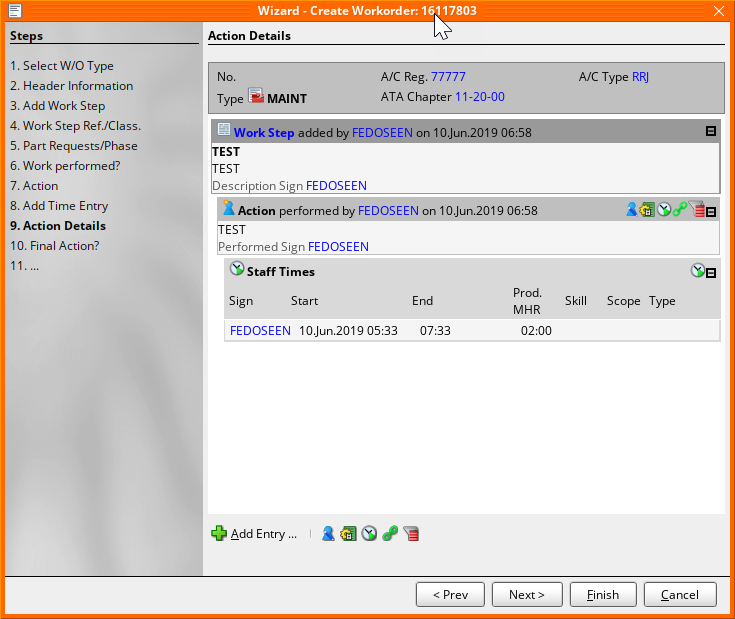 Wizard - Create Workorder: 16117803
Steps
1. Select W/O Type
2. Header Information
3. Add Work Step
4. Work Step Ref./Class.
5. Part Requests/Phase
6. Work performed?
7. Action
8. Add Time Entry
9. Action Details
10. Final Action?
11. ...
Action Details
No. A/C Reg. 77777 A/C Type RRJ
Type MAINT ATA Chapter 11-20-00
Work Step added by FEDOSEEN on 10.Jun.2019 06:58
TEST
TEST
Description Sign FEDOSEEN
Action performed by FEDOSEEN on 10.Jun.2019 06:58
TEST
Performed Sign FEDOSEEN
Staff Times
Sign Start End Prod. MHR Skill Scope Type
FEDOSEEN 10.Jun.2019 05:33 07:33 02:00
Add Entry ...
< Prev Next > Finish Cancel